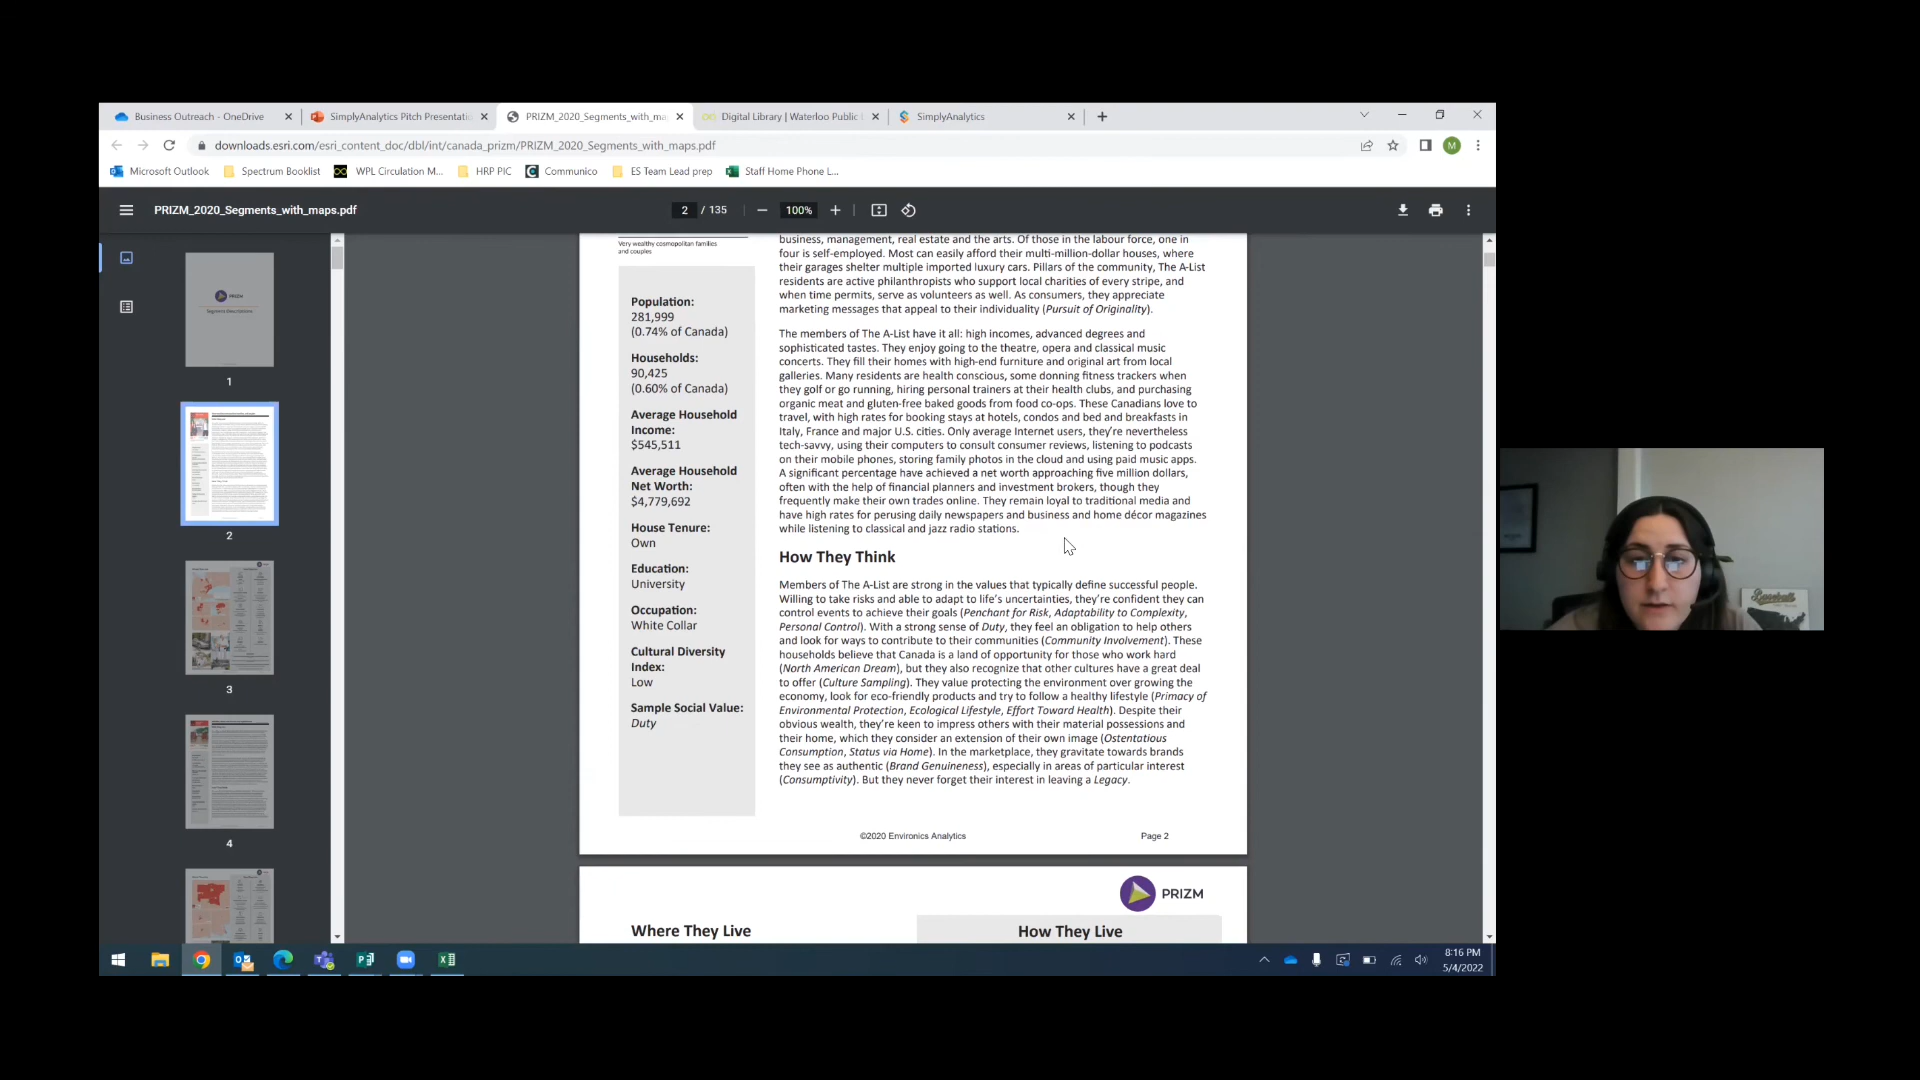 Business Outreach - OneDrive
SimplyAnalytics Pitch Presentatio
PRIZM_2020_Segments_with_ma
Digital Library | Waterloo Public
SimplyAnalytics
downloads.esri.com/esri_content_doc/dbl/int/canada_prizm/PRIZM_2020_Segments_with_maps.pdf
M
Microsoft Outlook
Spectrum Booklist
WPL Circulation M...
HRP PIC
Communico
ES Team Lead prep
Staff Home Phone L...
PRIZM_2020_Segments_with_maps.pdf
2 / 135
100%
1
2
3
4
Very wealthy cosmopolitan families
and couples
Population:
281,999
(0.74% of Canada)
Households:
90,425
(0.60% of Canada)
Average Household
Income:
$545,511
Average Household
Net Worth:
$4,779,692
House Tenure:
Own
Education:
University
Occupation:
White Collar
Cultural Diversity
Index:
Low
Sample Social Value:
Duty
business, management, real estate and the arts. Of those in the labour force, one in
four is self-employed. Most can easily afford their multi-million-dollar houses, where
their garages shelter multiple imported luxury cars. Pillars of the community, The A-List
residents are active philanthropists who support local charities of every stripe, and
when time permits, serve as volunteers as well. As consumers, they appreciate
marketing messages that appeal to their individuality (Pursuit of Originality).
The members of The A-List have it all: high incomes, advanced degrees and
sophisticated tastes. They enjoy going to the theatre, opera and classical music
concerts. They fill their homes with high-end furniture and original art from local
galleries. Many residents are health conscious, some donning fitness trackers when
they golf or go running, hiring personal trainers at their health clubs, and purchasing
organic meat and gluten-free baked goods from food co-ops. These Canadians love to
travel, with high rates for booking stays at hotels, condos and bed and breakfasts in
Italy, France and major U.S. cities. Only average Internet users, they're nevertheless
tech-savvy, using their computers to consult consumer reviews, listening to podcasts
on their mobile phones, storing family photos in the cloud and using paid music apps.
A significant percentage have achieved a net worth approaching five million dollars,
often with the help of financial planners and investment brokers, though they
frequently make their own trades online. They remain loyal to traditional media and
have high rates for perusing daily newspapers and business and home décor magazines
while listening to classical and jazz radio stations.
How They Think
Members of The A-List are strong in the values that typically define successful people.
Willing to take risks and able to adapt to life's uncertainties, they're confident they can
control events to achieve their goals (Penchant for Risk, Adaptability to Complexity,
Personal Control). With a strong sense of Duty, they feel an obligation to help others
and look for ways to contribute to their communities (Community Involvement). These
households believe that Canada is a land of opportunity for those who work hard
(North American Dream), but they also recognize that other cultures have a great deal
to offer (Culture Sampling). They value protecting the environment over growing the
economy, look for eco-friendly products and try to follow a healthy lifestyle (Primacy of
Environmental Protection, Ecological Lifestyle, Effort Toward Health). Despite their
obvious wealth, they're keen to impress others with their material possessions and
their home, which they consider an extension of their own image (Ostentatious
Consumption, Status via Home). In the marketplace, they gravitate towards brands
they see as authentic (Brand Genuineness), especially in areas of particular interest
(Consumptivity). But they never forget their interest in leaving a Legacy.
©2020 Environics Analytics
Page 2
PRIZM
Where They Live
How They Live
8:16 PM
5/4/2022
Baseball